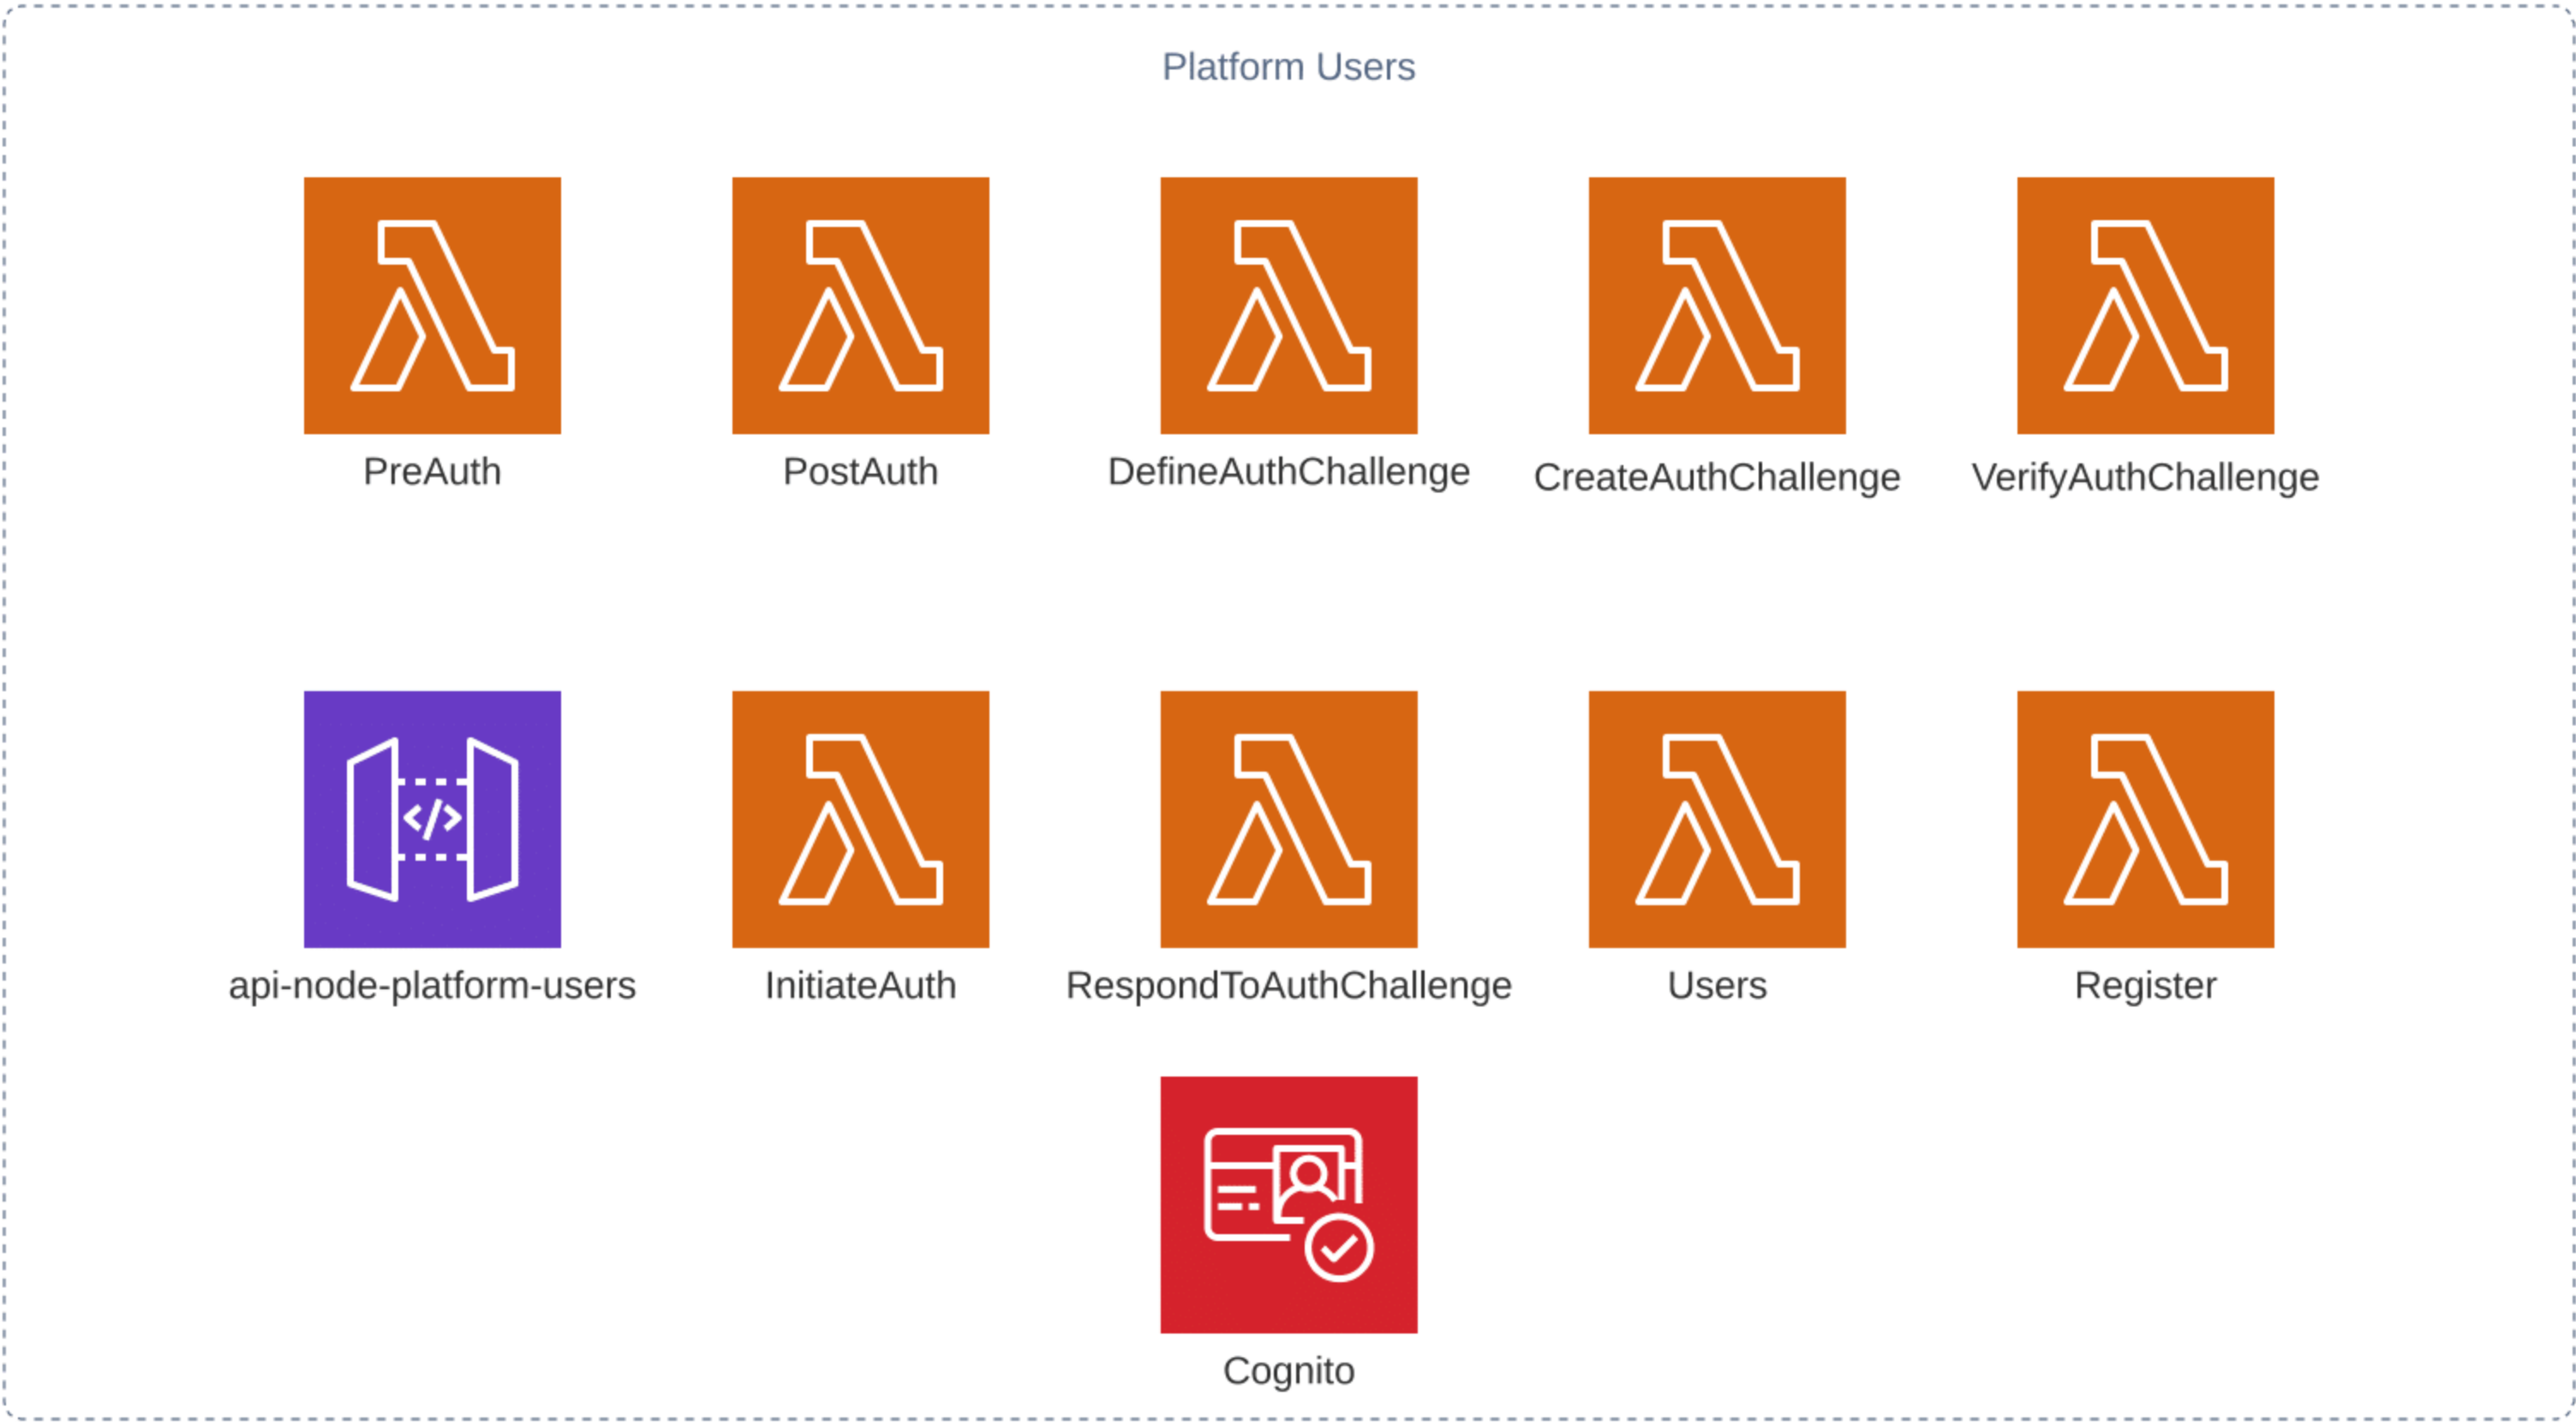 Platform Users
PreAuth
PostAuth
DefineAuthChallenge
CreateAuthChallenge
VerifyAuthChallenge
</>
api-node-platform-users
InitiateAuth
RespondToAuthChallenge
Users
Register
Cognito